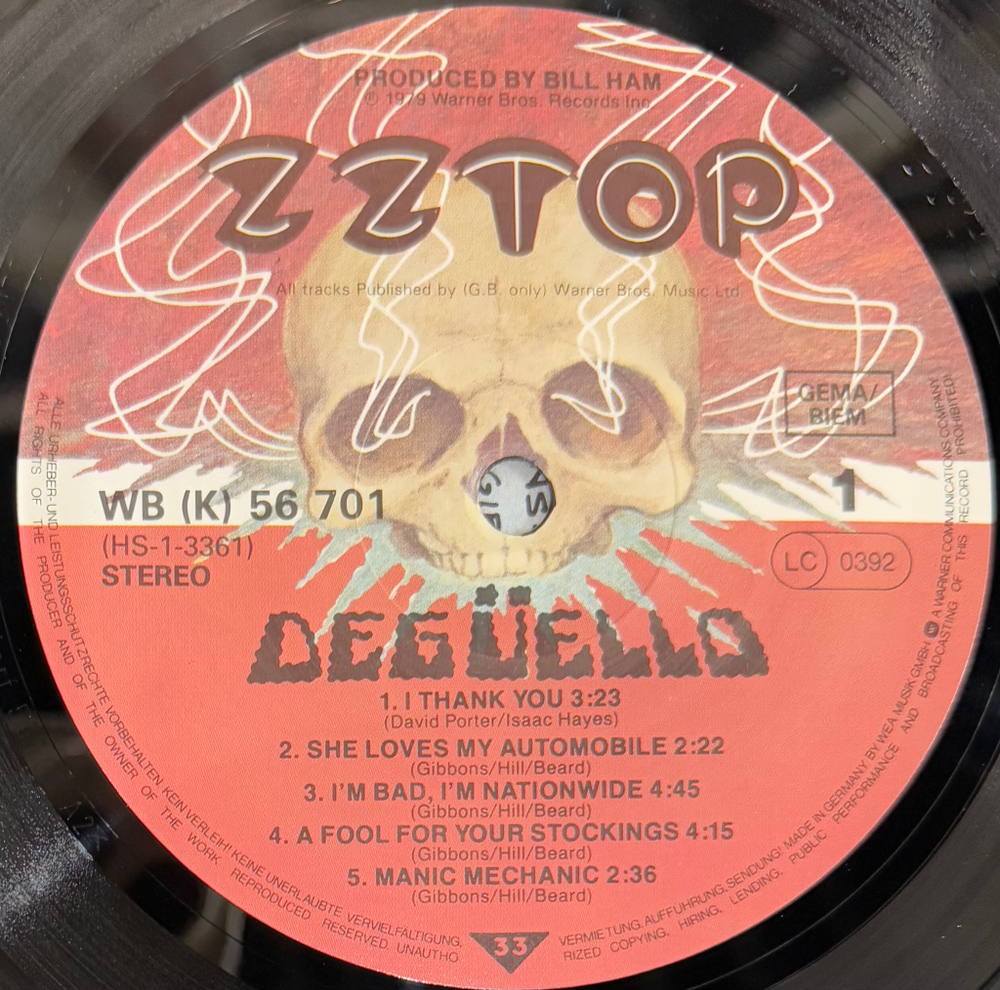 PRODUCED BY BILL HAM
℗ 1979 Warner Bros. Records Inc.
ZZTOP
All tracks Published by (G.B. only) Warner Bros. Music Ltd.
GEMA/
BIEM
WB (K) 56 701
1
(HS-1-3361)
STEREO
LC 0392
DEGÜELLO
1. I THANK YOU 3:23
(David Porter/Isaac Hayes)
2. SHE LOVES MY AUTOMOBILE 2:22
(Gibbons/Hill/Beard)
3. I'M BAD, I'M NATIONWIDE 4:45
(Gibbons/Hill/Beard)
4. A FOOL FOR YOUR STOCKINGS 4:15
(Gibbons/Hill/Beard)
5. MANIC MECHANIC 2:36
(Gibbons/Hill/Beard)
33
ALLE URHEBER- UND LEISTUNGSSCHUTZRECHTE VORBEHALTEN KEIN VERLEIH! KEINE UNERLAUBTE VERVIELFÄLTIGUNG, VERMIETUNG, AUFFÜHRUNG, SENDUNG! MADE IN GERMANY BY WEA MUSIK GMBH A WARNER COMMUNICATIONS COMPANY
ALL RIGHTS OF THE PRODUCER AND OF THE OWNER OF THE WORK REPRODUCED RESERVED. UNAUTHORIZED COPYING, HIRING, LENDING, PUBLIC PERFORMANCE AND BROADCASTING OF THIS RECORD PROHIBITED!